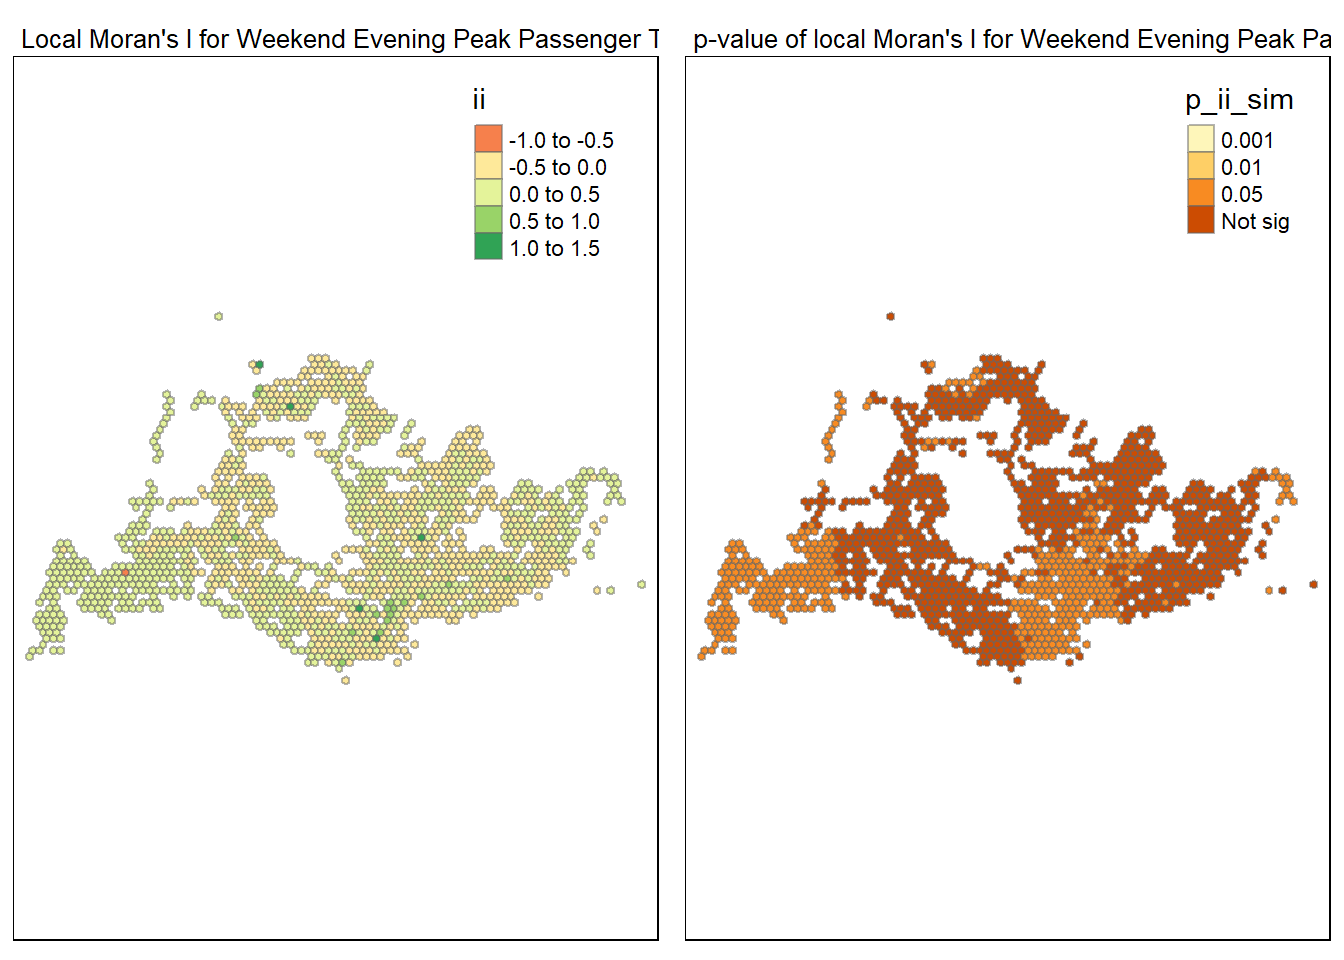 Local Moran's I for Weekend Evening Peak Passenger T
ii
-1.0 to -0.5
-0.5 to 0.0
0.0 to 0.5
0.5 to 1.0
1.0 to 1.5
p-value of local Moran's I for Weekend Evening Peak Pa
p_ii_sim
0.001
0.01
0.05
Not sig